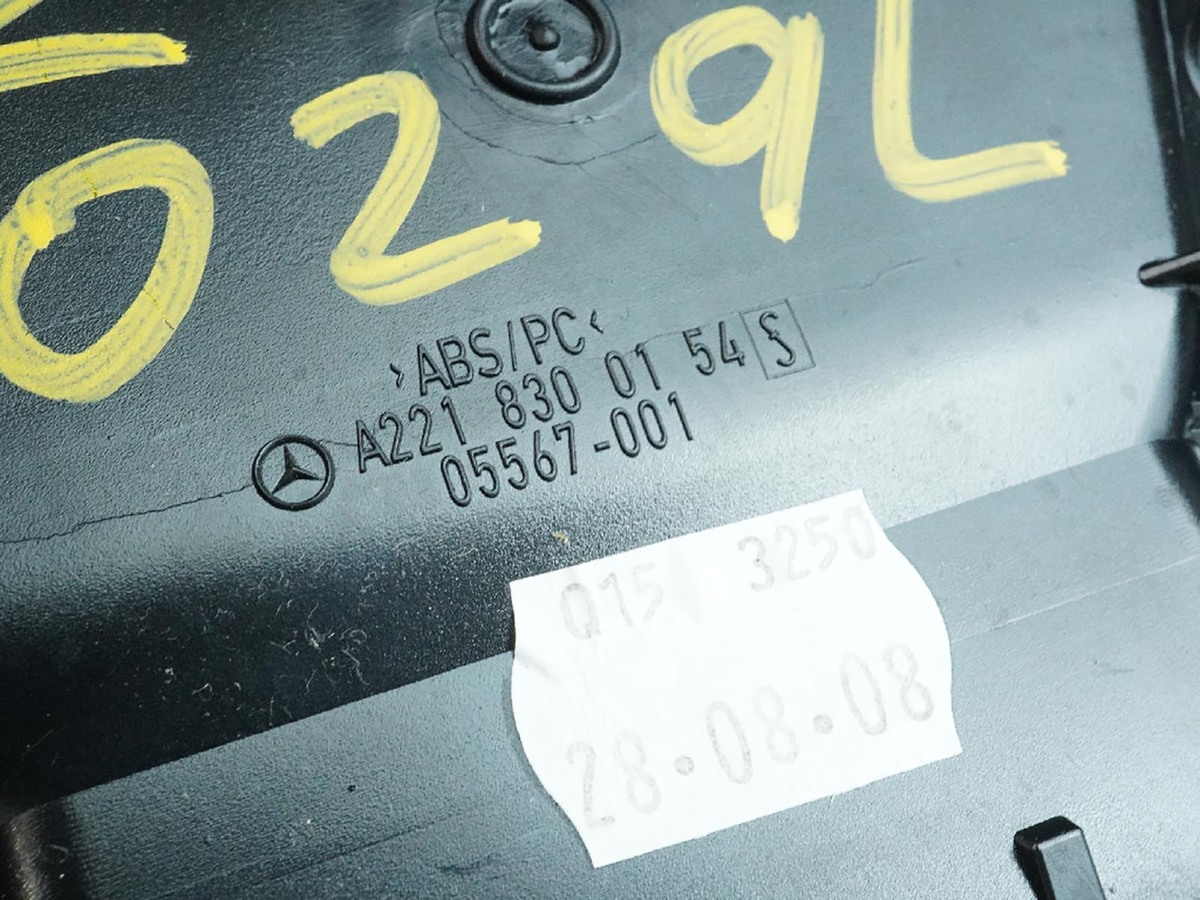 029L
>ABS/PC<
A221 830 01 54 S
05567-001
Q15 3250
28.08.08